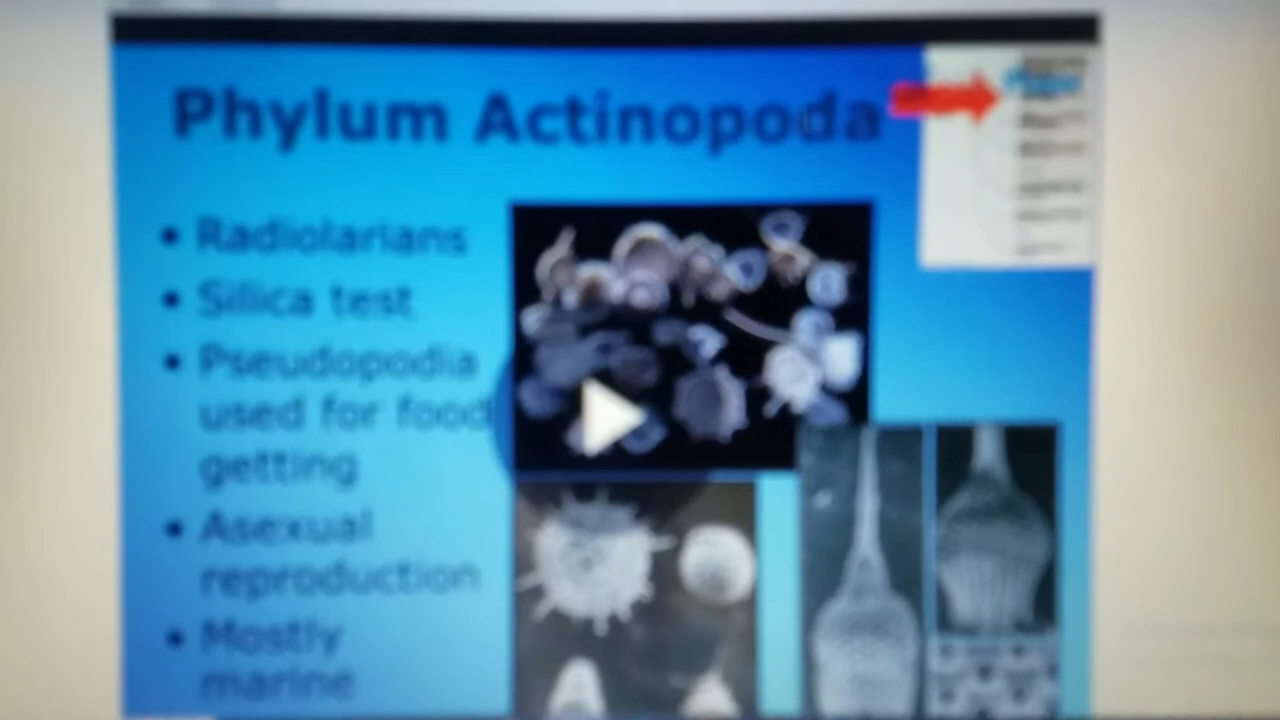 Phylum Actinopoda
• Radiolarians
• Silica test
• Pseudopodia
used for food
getting
• Asexual
reproduction
• Mostly
marine